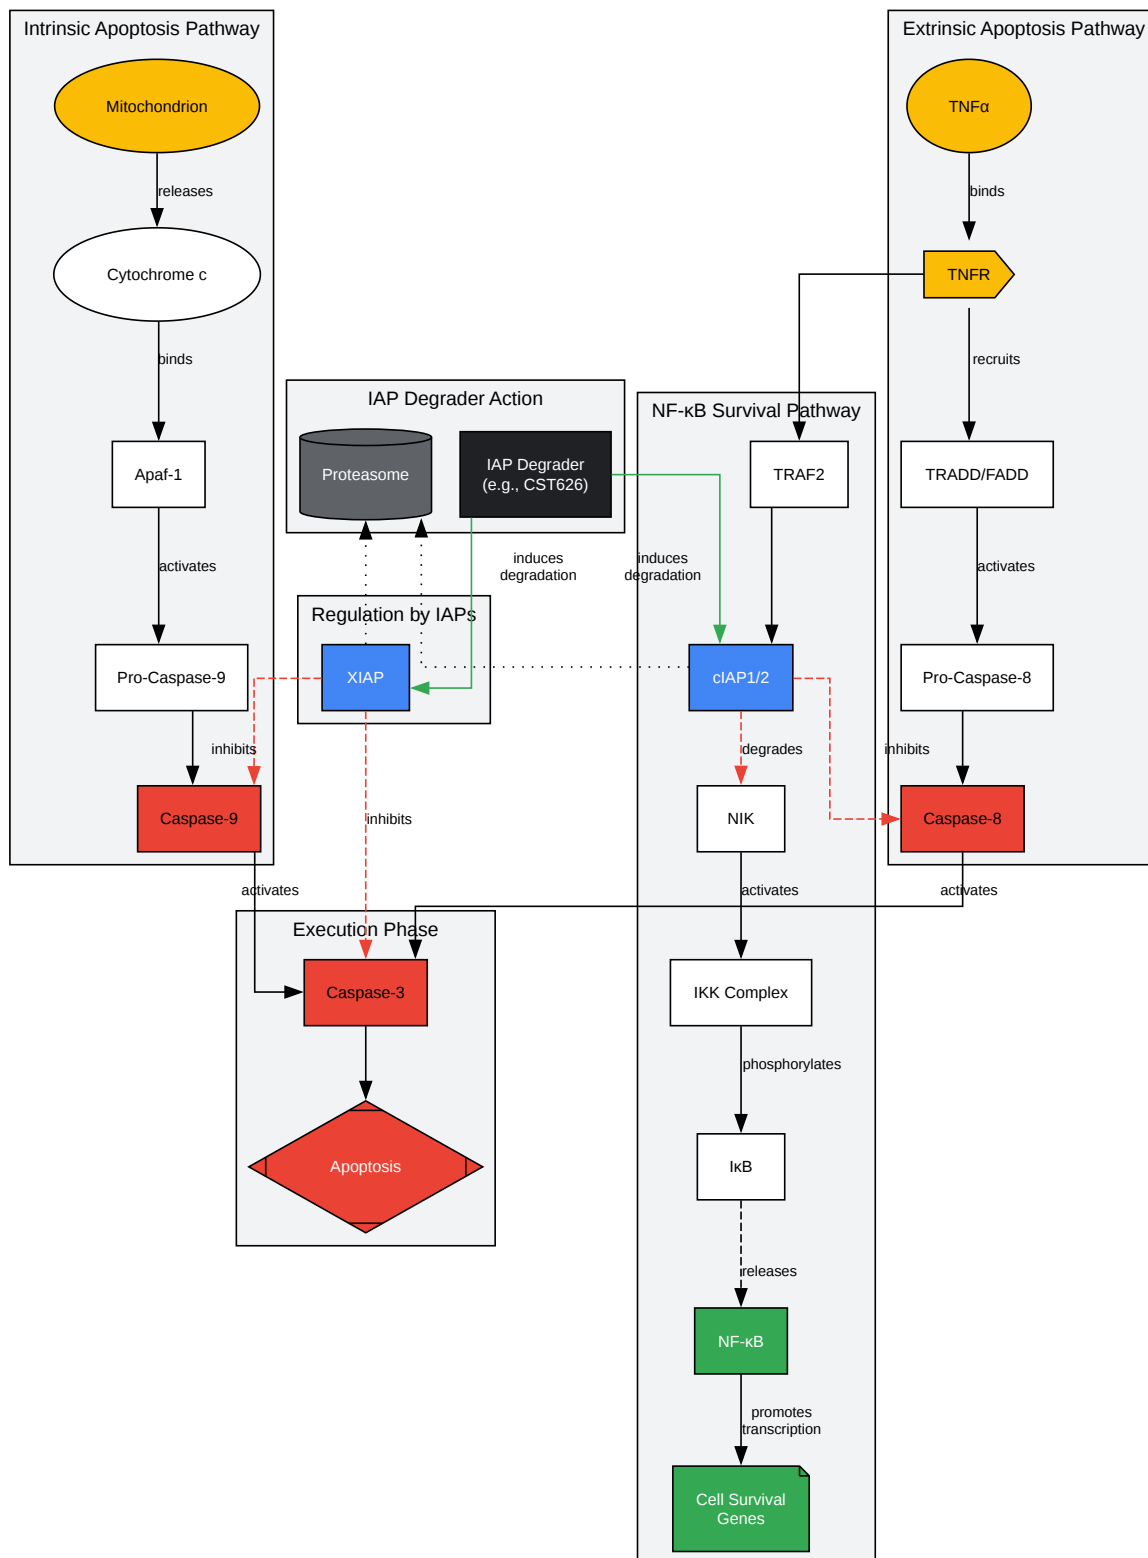 Intrinsic Apoptosis Pathway
Extrinsic Apoptosis Pathway
Mitochondrion
TNFα
releases
binds
Cytochrome c
TNFR
binds
recruits
IAP Degrader Action
NF-κB Survival Pathway
Apaf-1
Proteasome
IAP Degrader
(e.g., CST626)
TRAF2
TRADD/FADD
activates
induces
degradation
induces
degradation
activates
Regulation by IAPs
Pro-Caspase-9
XIAP
cIAP1/2
Pro-Caspase-8
inhibits
degrades
inhibits
Caspase-9
inhibits
NIK
Caspase-8
activates
activates
activates
Execution Phase
Caspase-3
IKK Complex
phosphorylates
Apoptosis
IκB
releases
NF-κB
promotes
transcription
Cell Survival
Genes